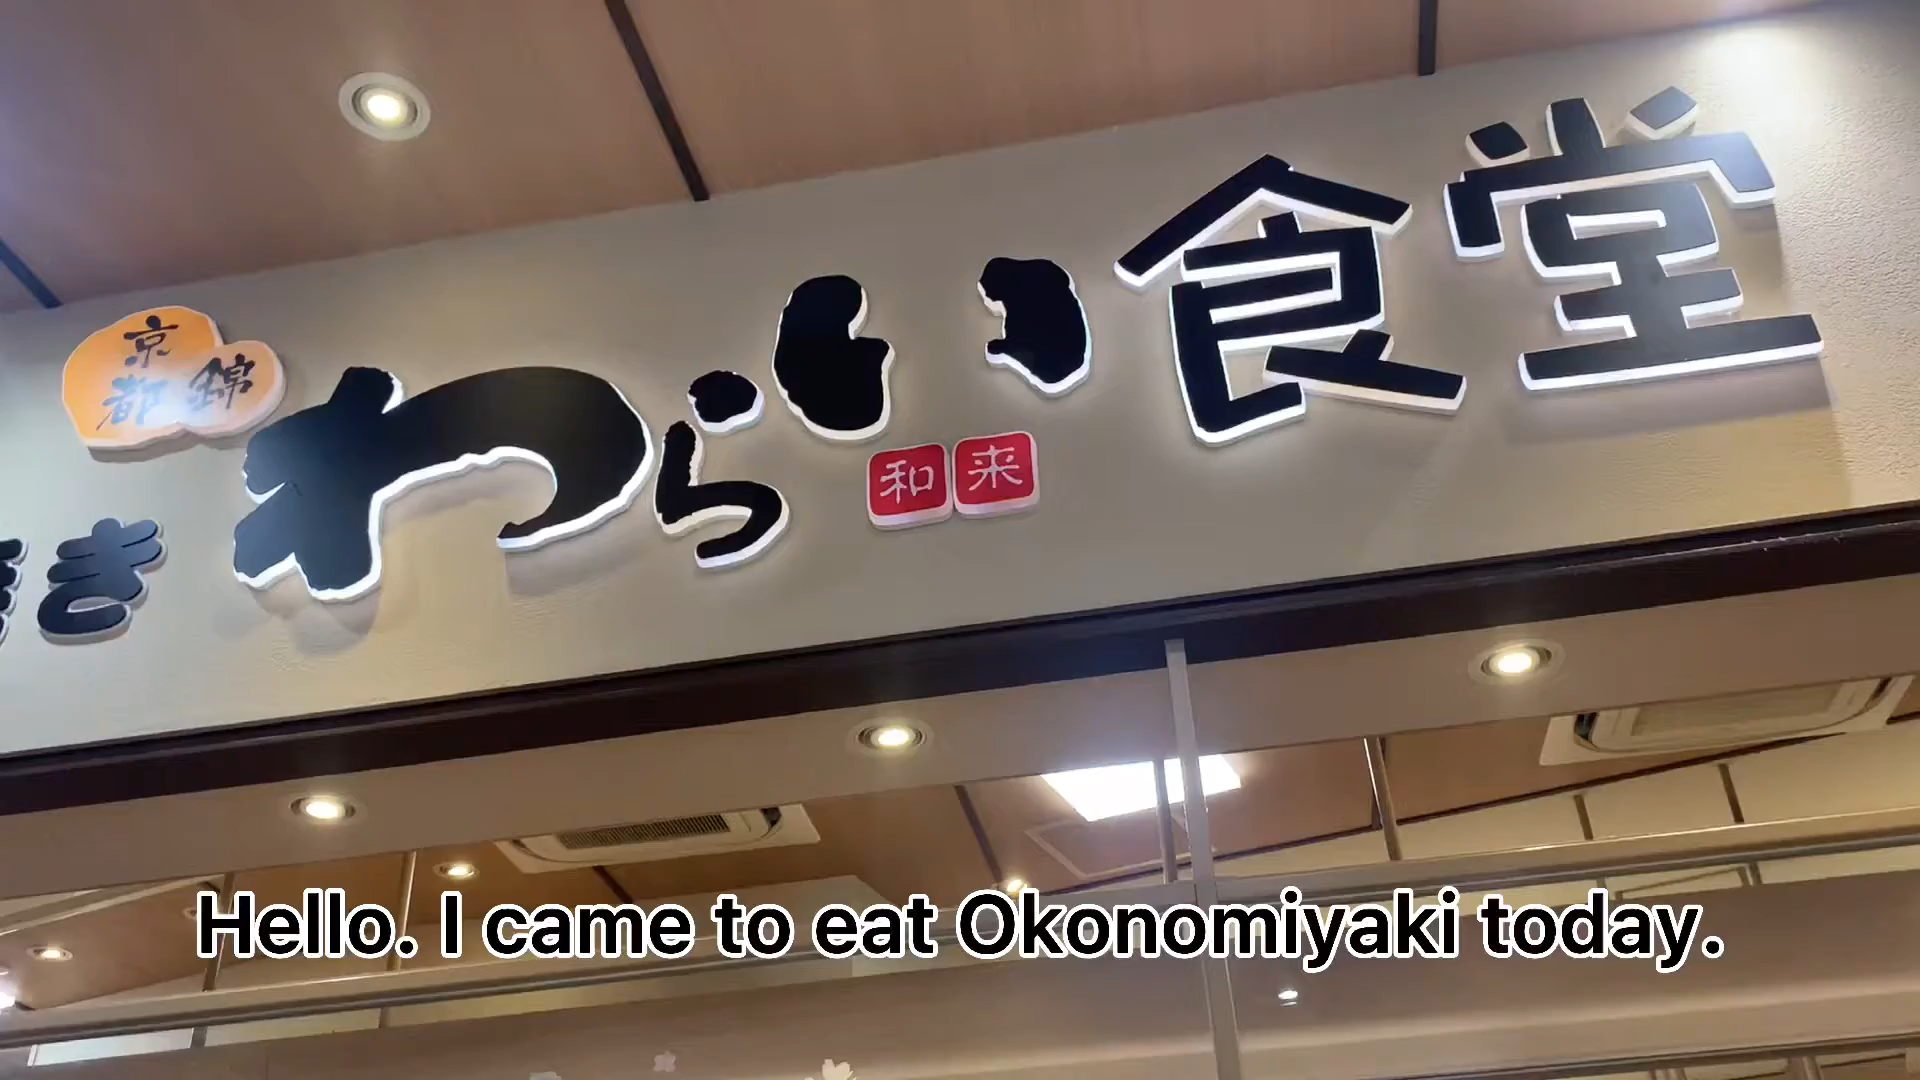 京都 錦
き わらい 食堂
和来
Hello. I came to eat Okonomiyaki today.